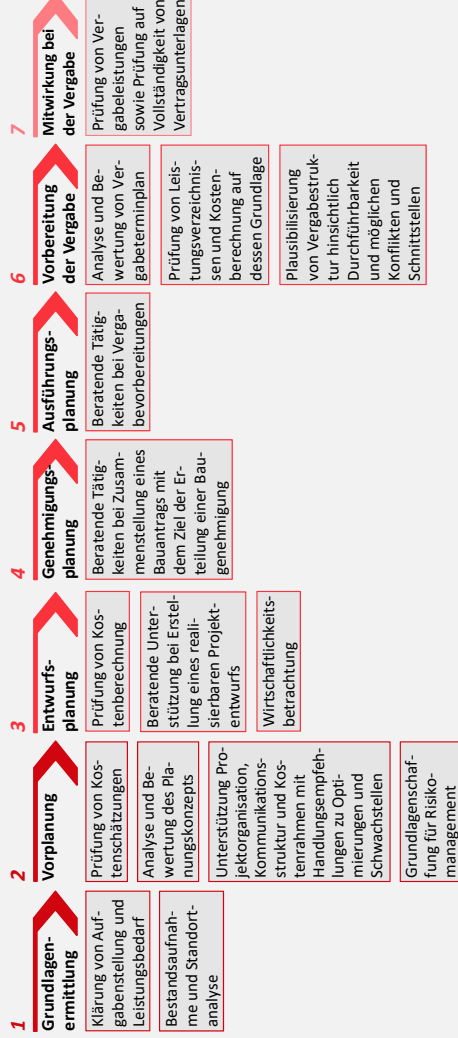 1
Grundlagen-
ermittlung
Klärung von Auf-
gabenstellung und
Leistungsbedarf
Bestandsaufnah-
me und Standort-
analyse
2
Vorplanung
Prüfung von Kos-
tenschätzungen
Analyse und Be-
wertung des Pla-
nungskonzepts
Unterstützung Pro-
jektorganisation,
Kommunikations-
struktur und Kos-
tenrahmen mit
Handlungsempfeh-
lungen zu Opti-
mierungen und
Schwachstellen
Grundlagenschaf-
fung für Risiko-
management
3
Entwurfs-
planung
Prüfung von Kos-
tenberechnung
Beratende Unter-
stützung bei Erstel-
lung eines reali-
sierbaren Projekt-
entwurfs
Wirtschaftlichkeits-
betrachtung
4
Genehmigungs-
planung
Beratende Tätig-
keiten bei Zusam-
menstellung eines
Bauantrags mit
dem Ziel der Er-
teilung einer Bau-
genehmigung
5
Ausführungs-
planung
Beratende Tätig-
keiten bei Verga-
bevorbereitungen
6
Vorbereitung
der Vergabe
Analyse und Be-
wertung von Ver-
gabeterminplan
Prüfung von Leis-
tungsverzeichnis-
sen und Kosten-
berechnung auf
dessen Grundlage
Plausibilisierung
von Vergabestruk-
tur hinsichtlich
Durchführbarkeit
und möglichen
Konflikten und
Schnittstellen
7
Mitwirkung bei
der Vergabe
Prüfung von Ver-
gabeleistungen
sowie Prüfung auf
Vollständigkeit von
Vertragsunterlagen